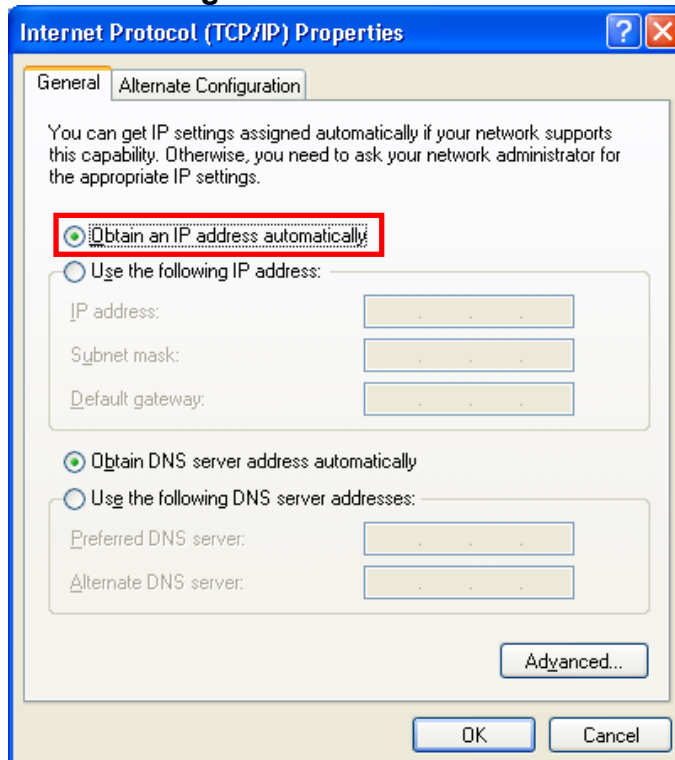 Internet Protocol (TCP/IP) Properties
General Alternate Configuration
You can get IP settings assigned automatically if your network supports
this capability. Otherwise, you need to ask your network administrator for
the appropriate IP settings.
Obtain an IP address automatically
Use the following IP address:
IP address:
Subnet mask:
Default gateway:
Obtain DNS server address automatically
Use the following DNS server addresses:
Preferred DNS server:
Alternate DNS server:
Advanced...
OK Cancel